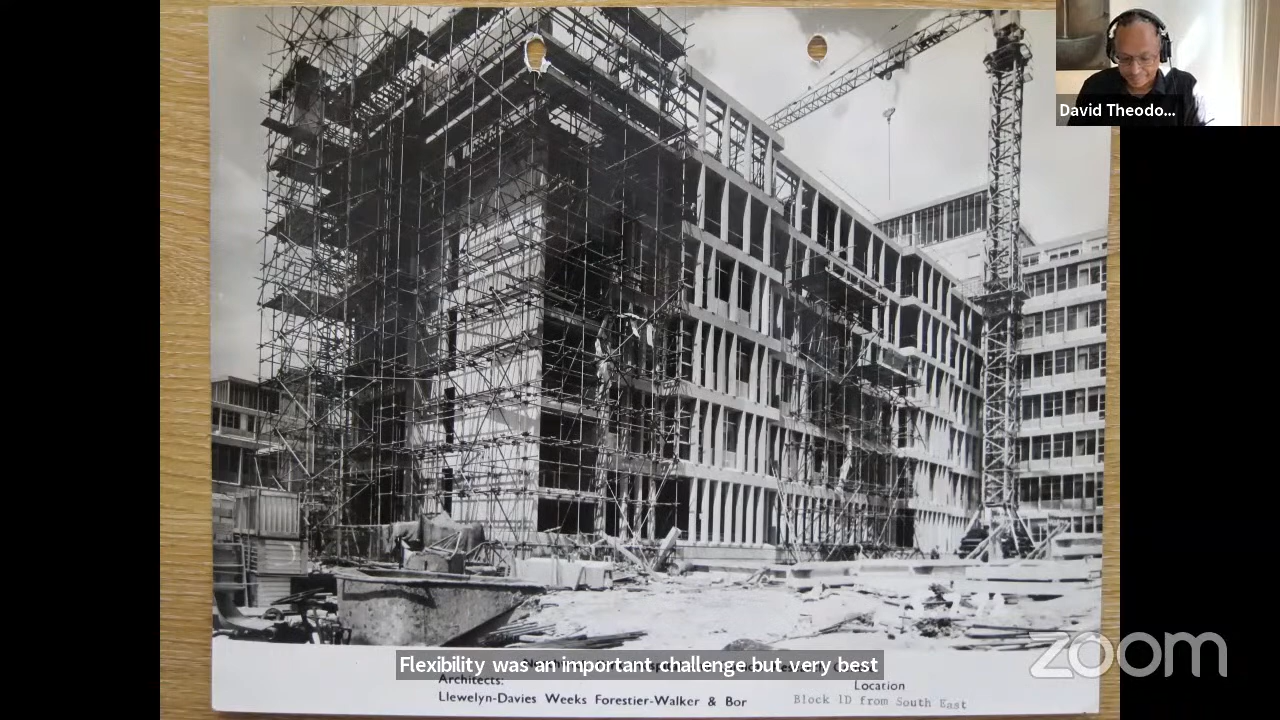 David Theodo...
Flexibility was an important challenge but very best
Architects:
Llewelyn-Davies Weeks Forestier-Walker & Bor
Location
Block 1D from South East
zoom